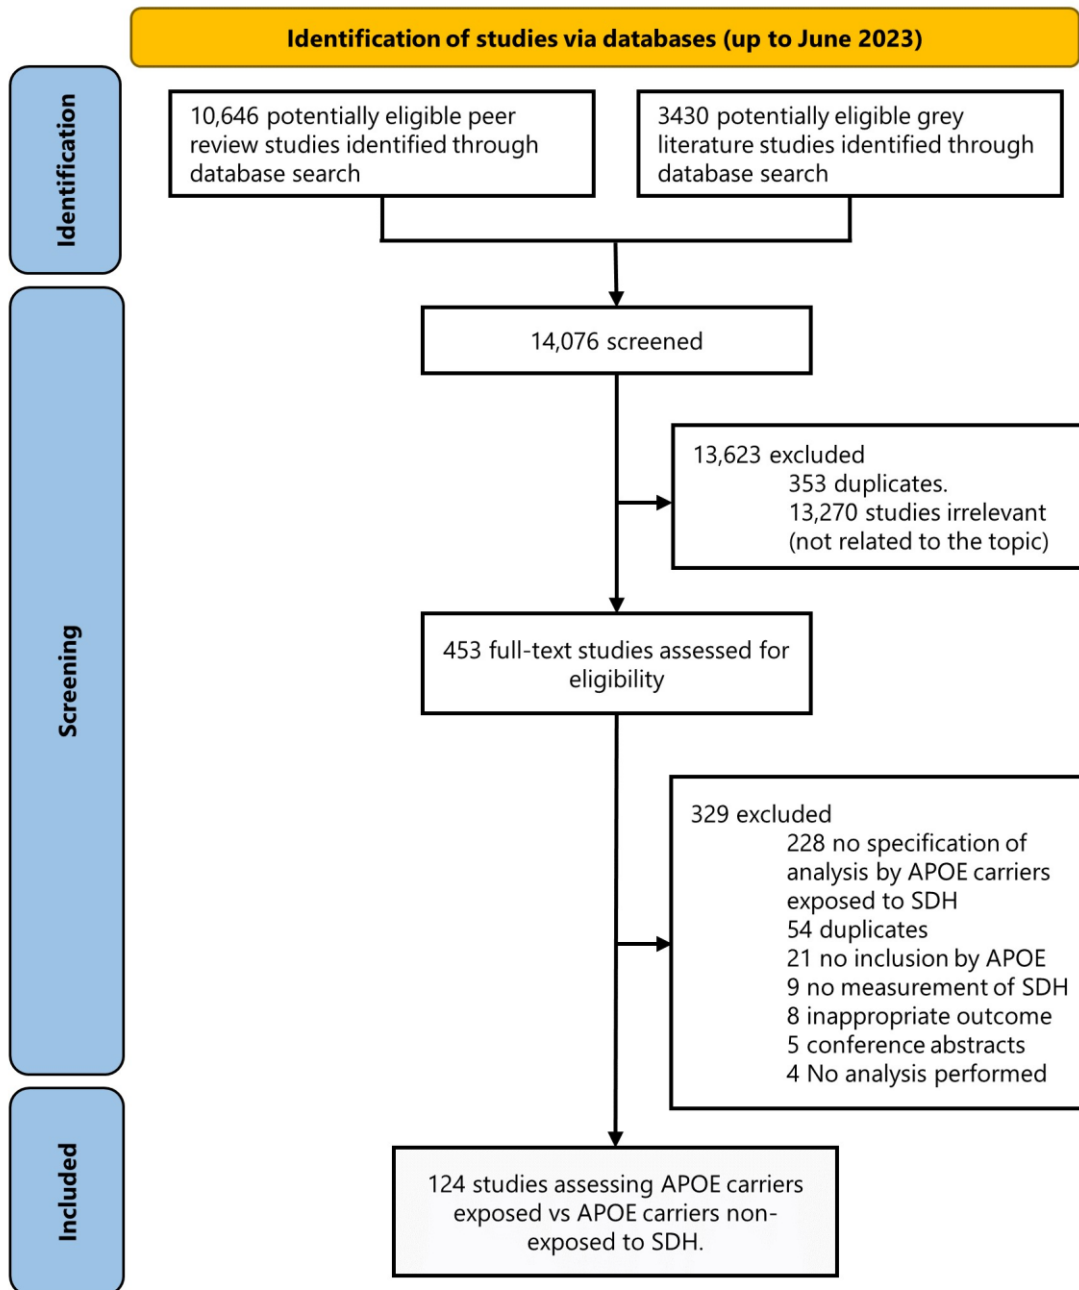 Identification of studies via databases (up to June 2023)
Identification
10,646 potentially eligible peer
review studies identified through
database search
3430 potentially eligible grey
literature studies identified through
database search
Screening
14,076 screened
13,623 excluded
353 duplicates.
13,270 studies irrelevant
(not related to the topic)
453 full-text studies assessed for
eligibility
329 excluded
228 no specification of
analysis by APOE carriers
exposed to SDH
54 duplicates
21 no inclusion by APOE
9 no measurement of SDH
8 inappropriate outcome
5 conference abstracts
4 No analysis performed
Included
124 studies assessing APOE carriers
exposed vs APOE carriers non-
exposed to SDH.